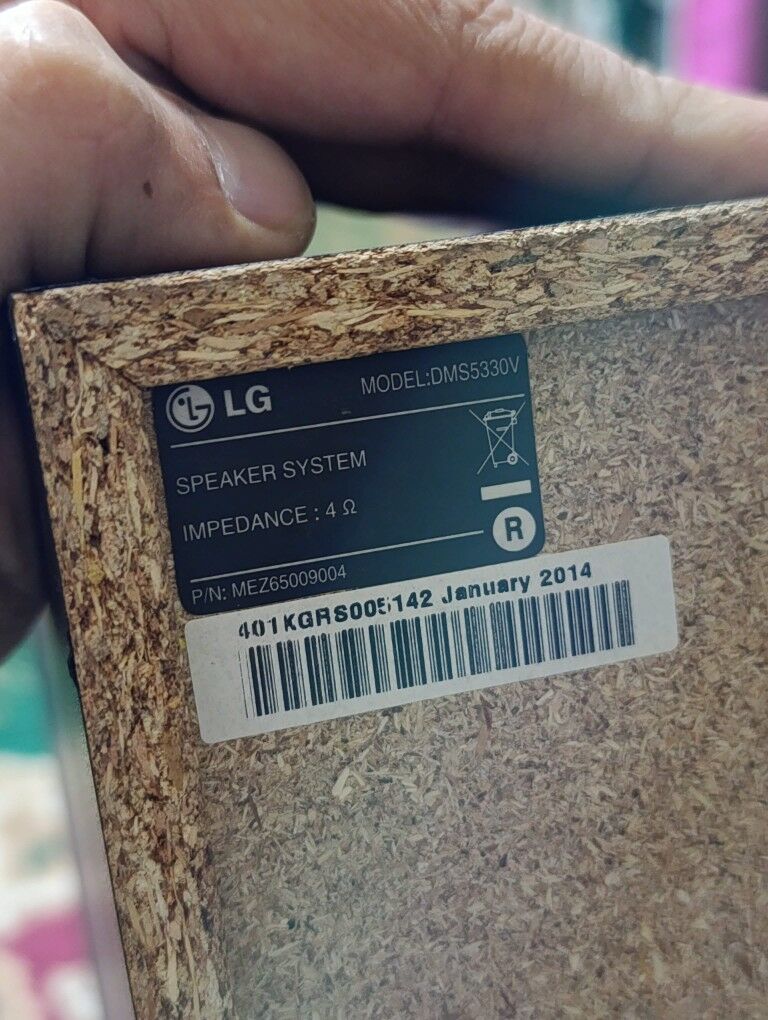 LG MODEL:DMS5330V
SPEAKER SYSTEM
IMPEDANCE : 4 Ω
R
P/N: MEZ65009004
401KGRS005142 January 2014